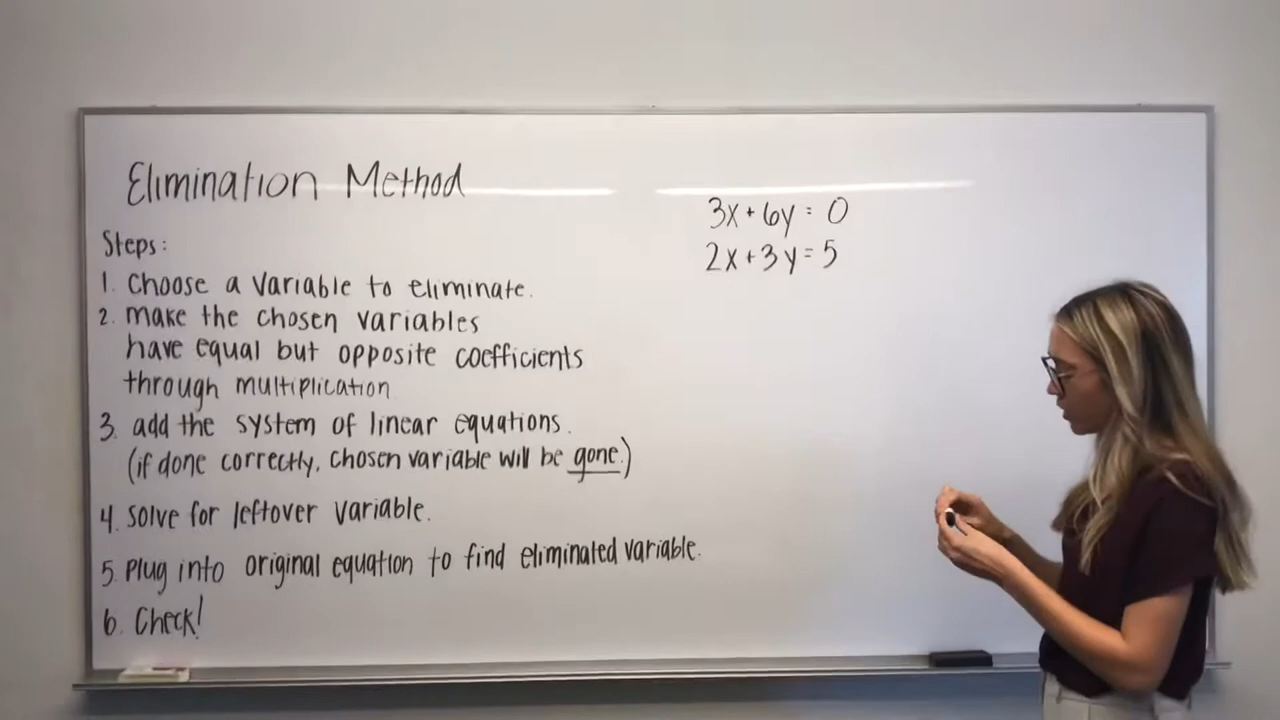 Elimination Method
Steps:
1. Choose a variable to eliminate.
2. make the chosen variables
have equal but opposite coefficients
through multiplication
3. add the system of linear equations.
(if done correctly, chosen variable will be gone.)
4. solve for leftover variable.
5. Plug into original equation to find eliminated variable.
6. Check!
3x + 6y = 0
2x + 3y = 5